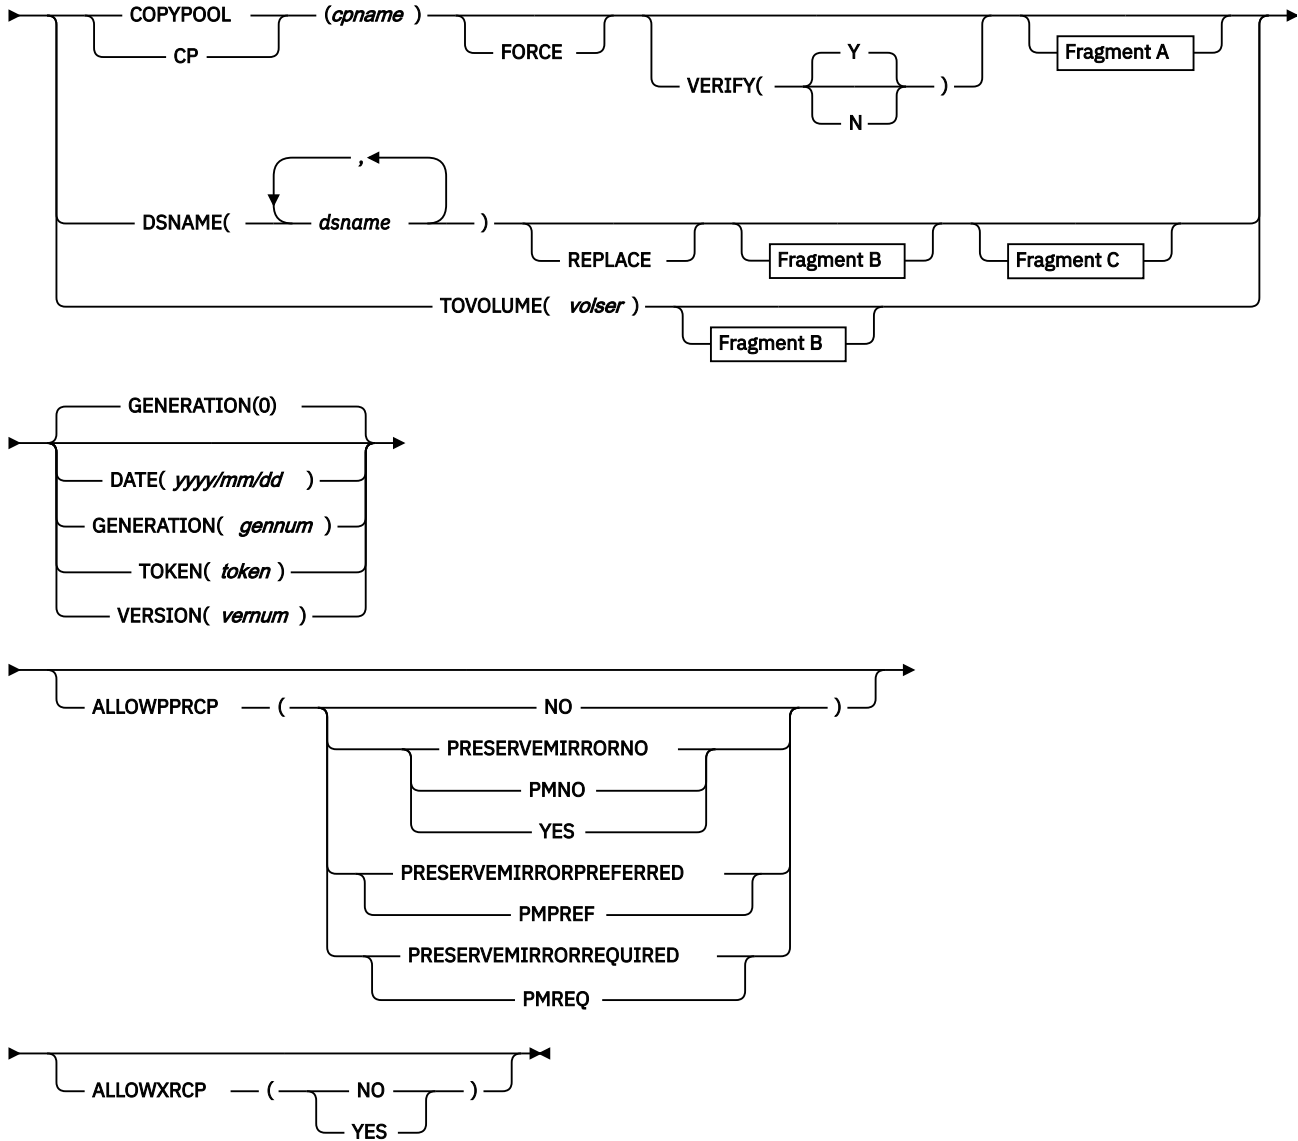 COPYPOOL (cpname )
CP FORCE Fragment A
VERIFY( Y )
N
,
DSNAME( dsname )
REPLACE Fragment B Fragment C
TOVOLUME( volser )
Fragment B
GENERATION(0)
DATE( yyyy/mm/dd )
GENERATION( gennum )
TOKEN( token )
VERSION( vernum )
ALLOWPPRCP ( NO )
PRESERVEMIRRORNO
PMNO
YES
PRESERVEMIRRORPREFERRED
PMPREF
PRESERVEMIRRORREQUIRED
PMREQ
ALLOWXRCP ( NO )
YES